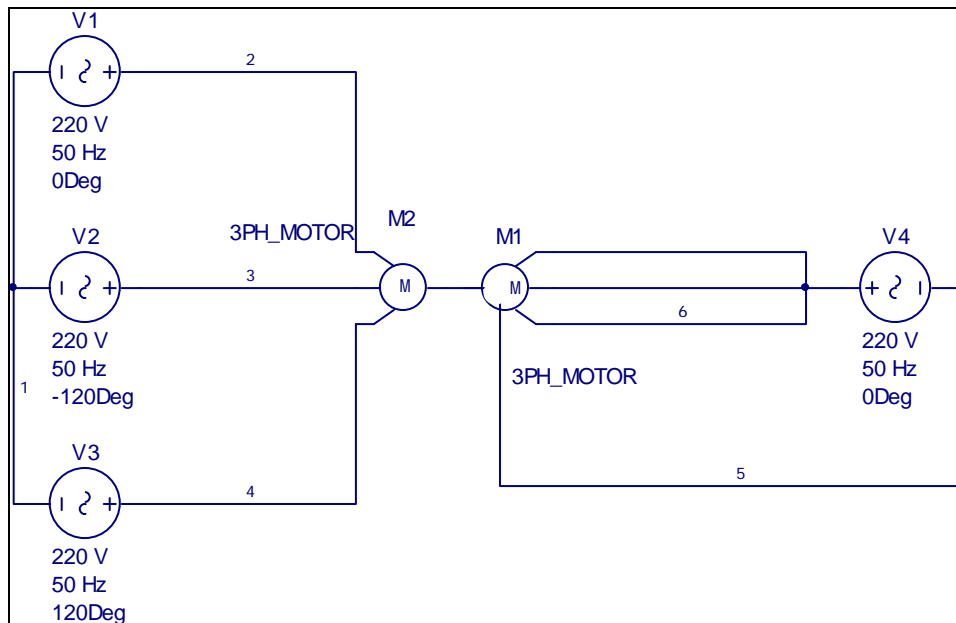 V1
2
220 V
50 Hz
0Deg
V2
3PH_MOTOR
M2
M1
V4
3
M
M
6
220 V
50 Hz
-120Deg
1
3PH_MOTOR
220 V
50 Hz
0Deg
V3
4
5
220 V
50 Hz
120Deg